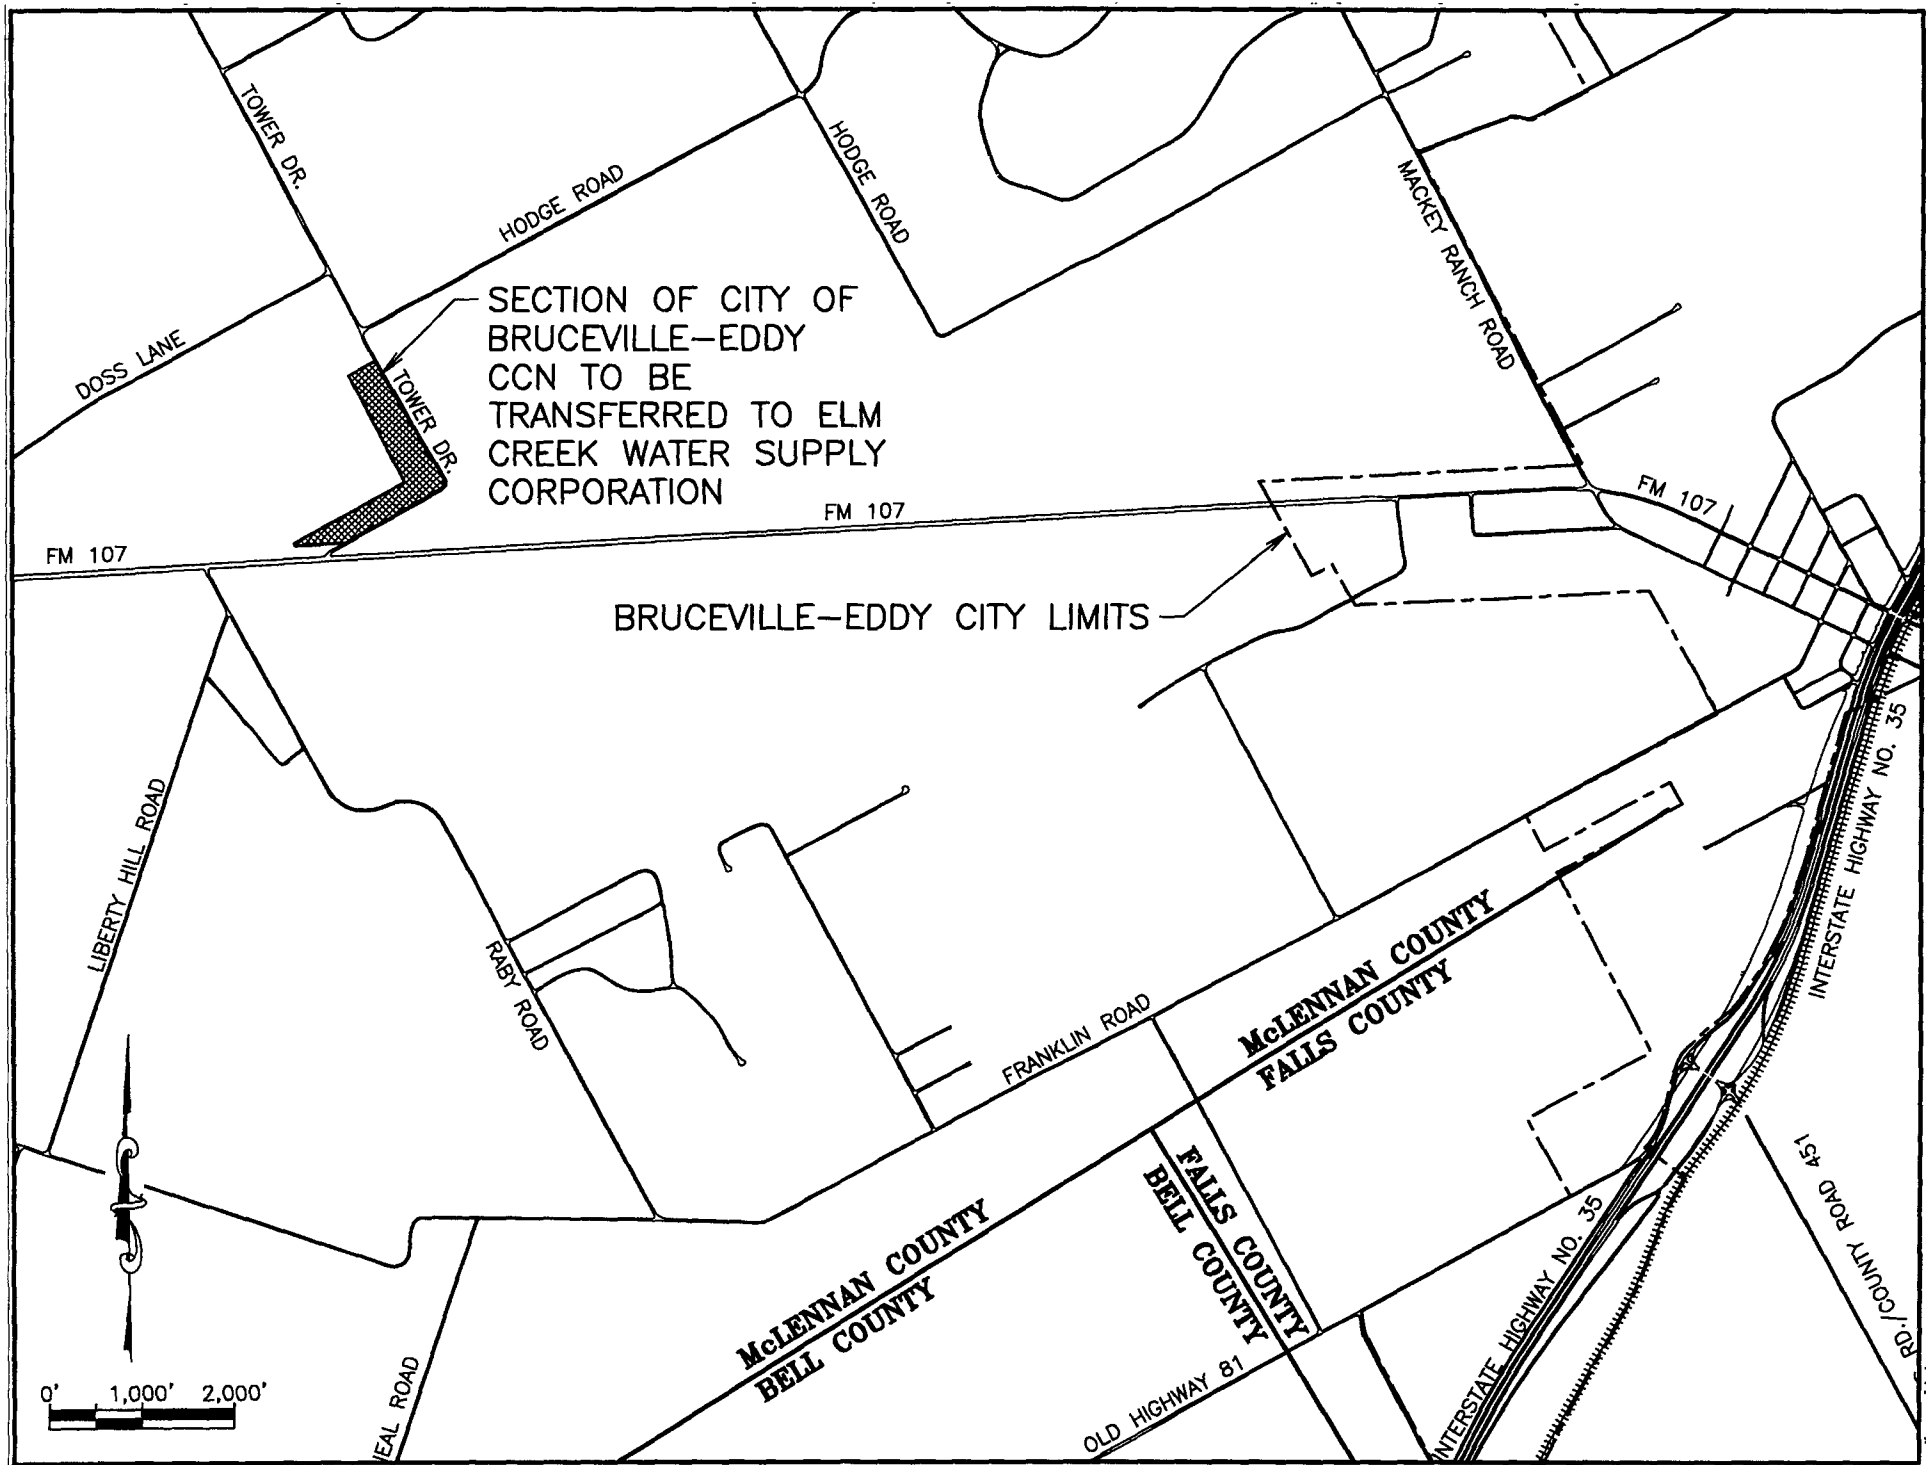 TOWER DR.
HODGE ROAD
HODGE ROAD
MACKEY RANCH ROAD
DOSS LANE
SECTION OF CITY OF
BRUCEVILLE-EDDY
CCN TO BE
TRANSFERRED TO ELM
CREEK WATER SUPPLY
CORPORATION
TOWER DR.
FM 107
FM 107
FM 107
BRUCEVILLE-EDDY CITY LIMITS
LIBERTY HILL ROAD
RABY ROAD
FRANKLIN ROAD
McLENNAN COUNTY
FALLS COUNTY
INTERSTATE HIGHWAY NO. 35
FALLS COUNTY
BELL COUNTY
McLENNAN COUNTY
BELL COUNTY
INTERSTATE HIGHWAY NO. 35
RD./COUNTY ROAD 451
OLD HIGHWAY 81
EAL ROAD
0' 1,000' 2,000'